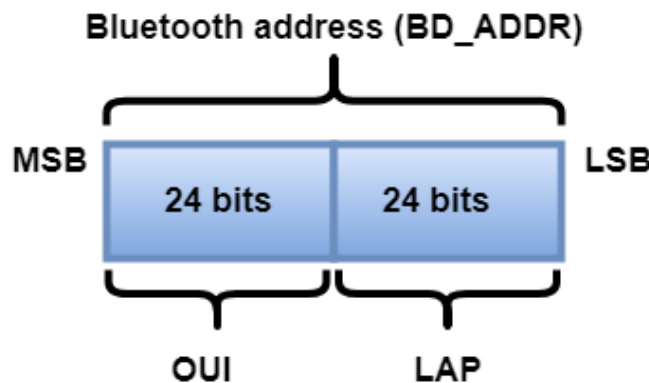 Bluetooth address (BD_ADDR)
MSB
24 bits
24 bits
LSB
OUI
LAP